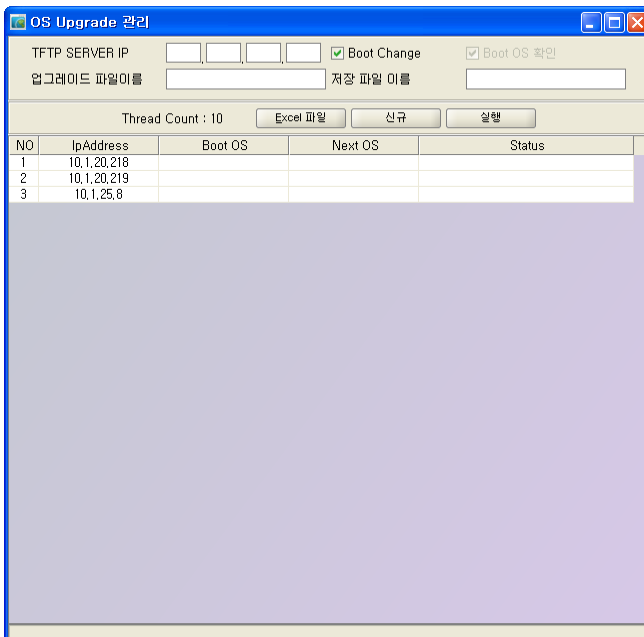 OS Upgrade 관리
TFTP SERVER IP . . . Boot Change Boot OS 확인
업그레이드 파일이름 저장 파일 이름
Thread Count : 10 Excel 파일 신규 실행
NO IpAddress Boot OS Next OS Status
1 10,1,20,218
2 10,1,20,219
3 10,1,25,8